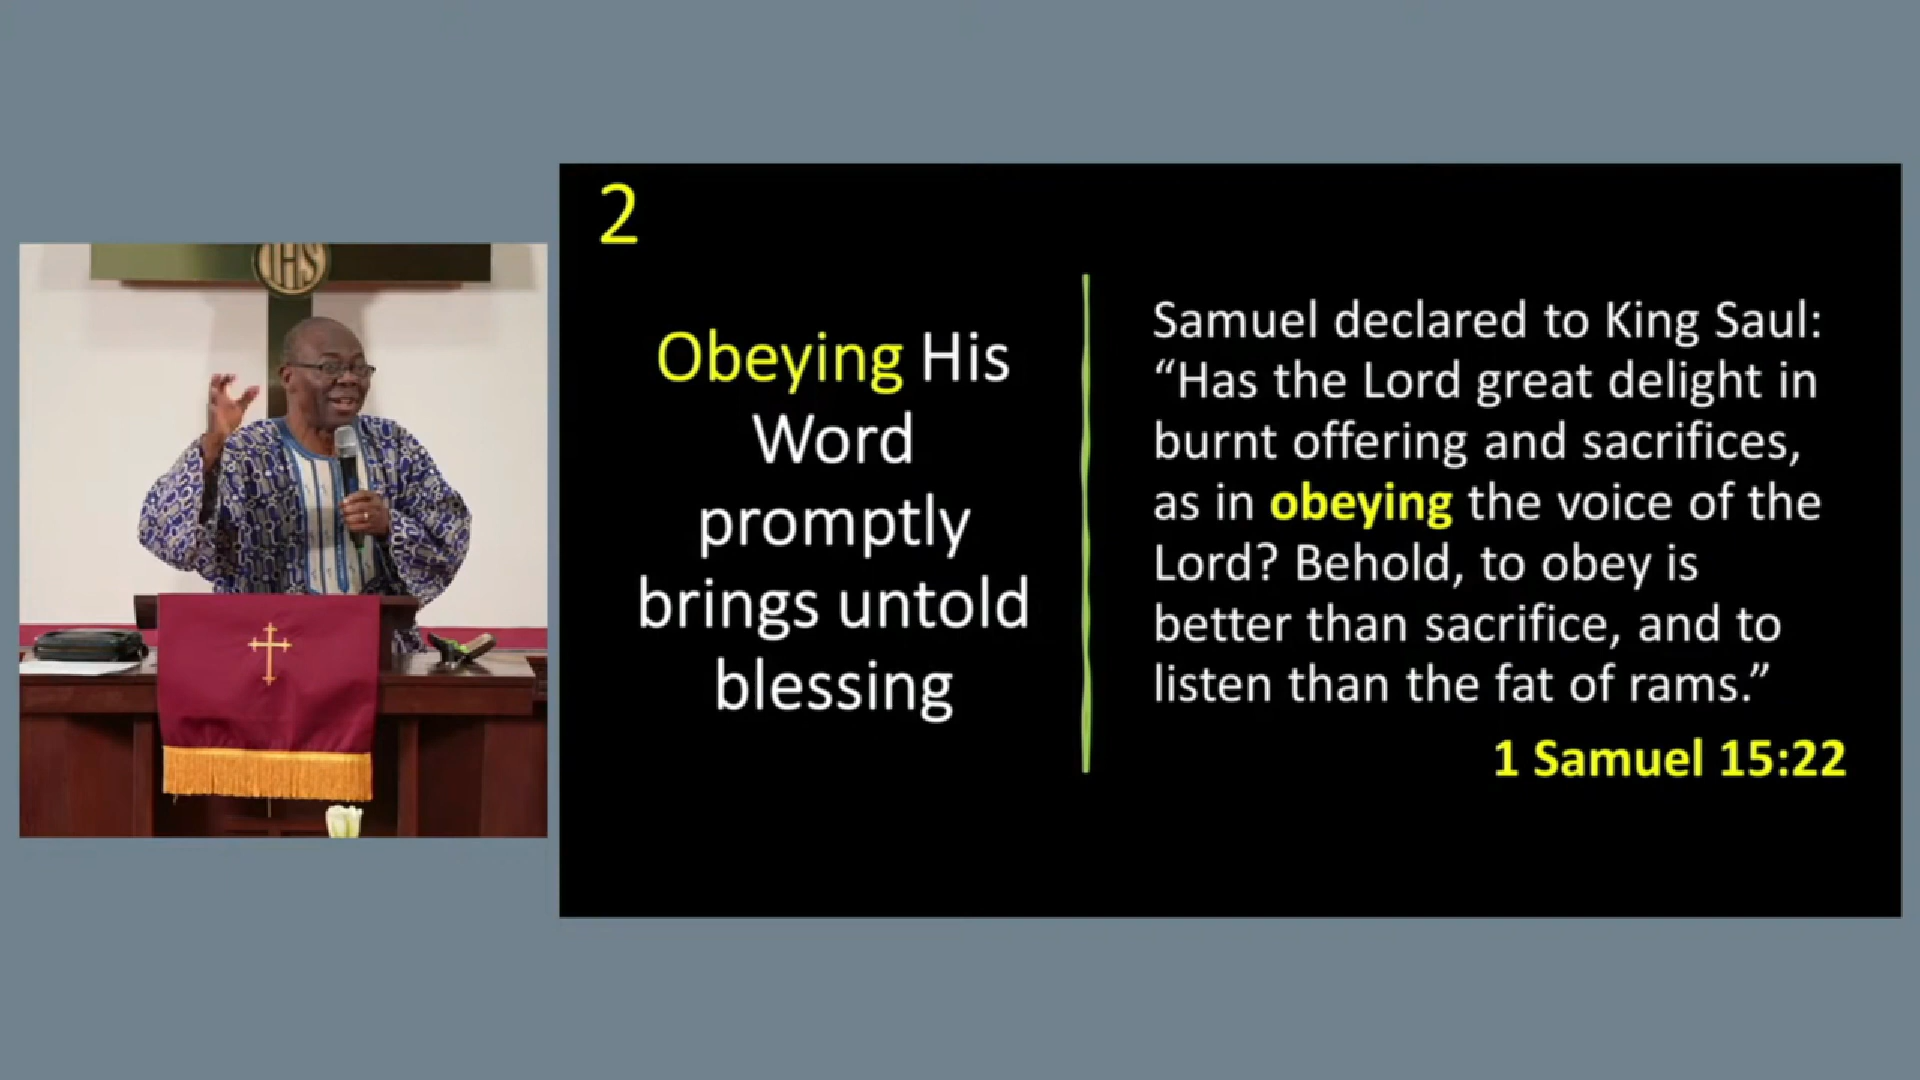 IHS
2
Obeying His
Word
promptly
brings untold
blessing
Samuel declared to King Saul:
“Has the Lord great delight in
burnt offering and sacrifices,
as in obeying the voice of the
Lord? Behold, to obey is
better than sacrifice, and to
listen than the fat of rams.”
1 Samuel 15:22